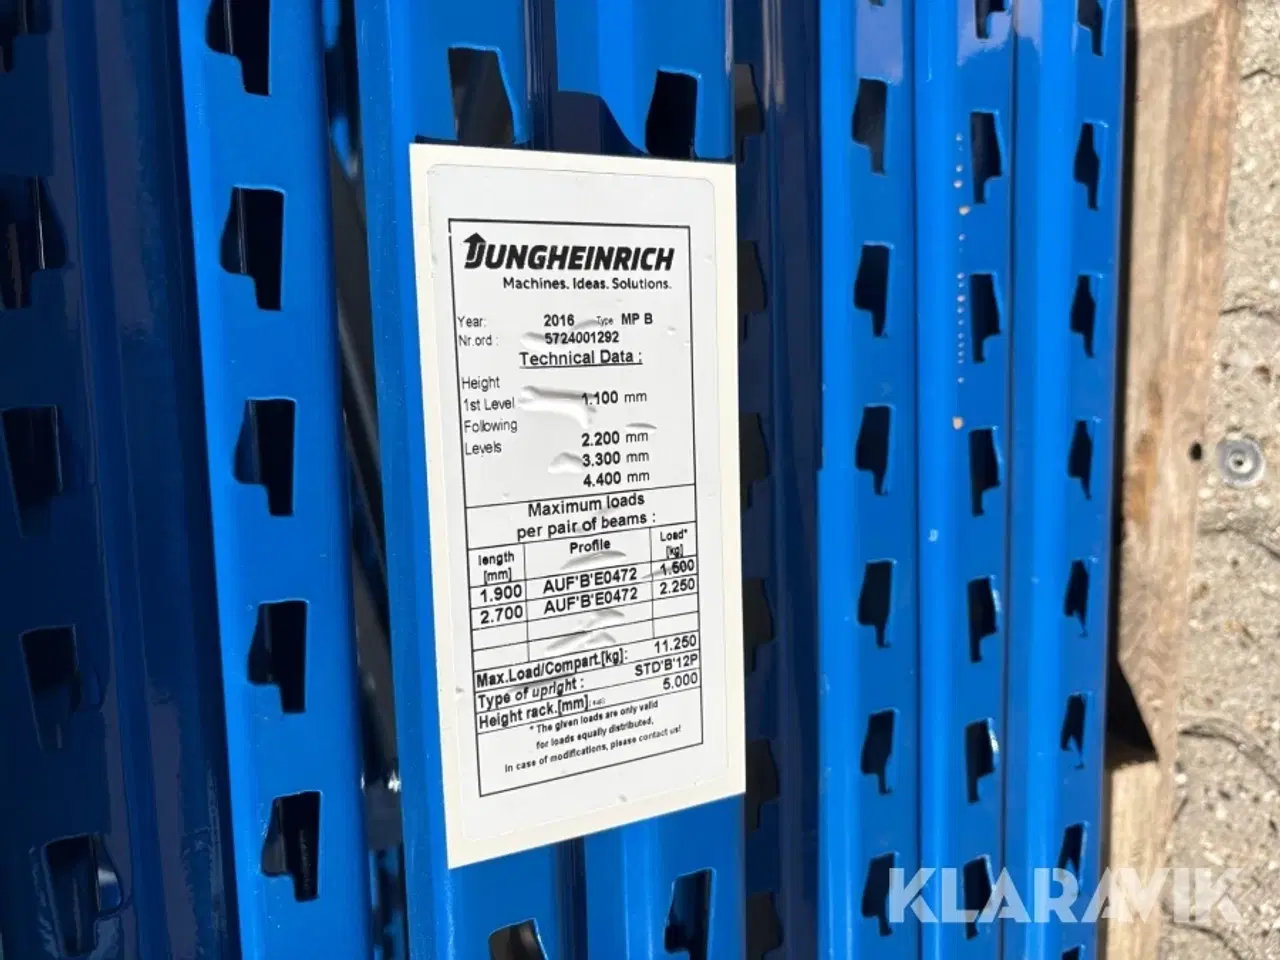 JUNGHEINRICH
Machines. Ideas. Solutions.
Year: 2016 Type MP B
Nr.ord : 5724001292
Technical Data :
Height
1st Level 1.100 mm
Following
Levels 2.200 mm
3.300 mm
4.400 mm
Maximum loads
per pair of beams :
length [mm] Profile Load* [kg]
1.900 AUF'B'E0472 1.500
2.700 AUF'B'E0472 2.250
Max.Load/Compart.[kg]: 11.250
Type of upright : STD'B'12P
Height rack.[mm]: 5.000
* The given loads are only valid
for loads equally distributed,
In case of modifications, please contact us!
KLARAVIK